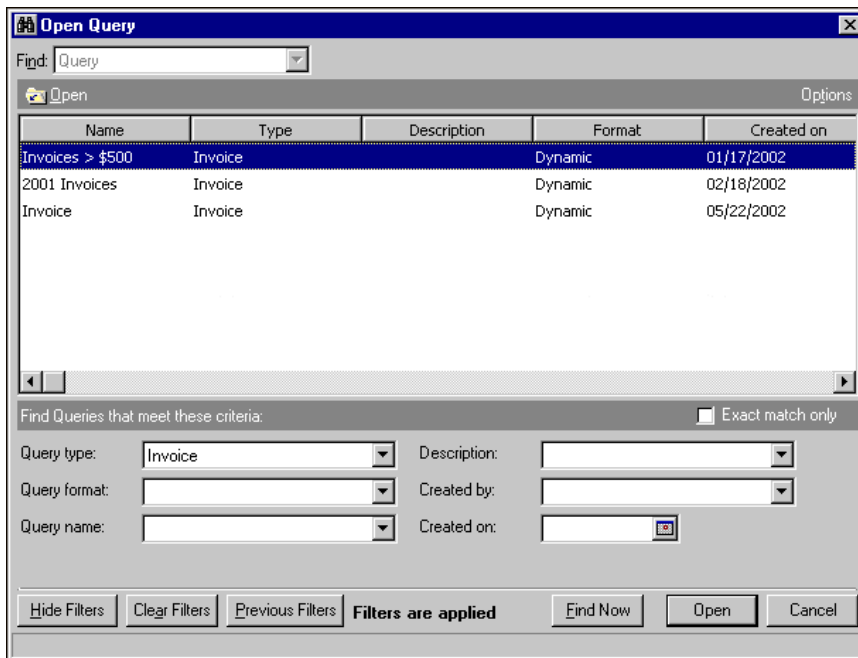 Open Query
Find: Query
Open Options
Name Type Description Format Created on
Invoices > $500 Invoice Dynamic 01/17/2002
2001 Invoices Invoice Dynamic 02/18/2002
Invoice Invoice Dynamic 05/22/2002
Find Queries that meet these criteria: Exact match only
Query type: Invoice Description:
Query format: Created by:
Query name: Created on:
Hide Filters Clear Filters Previous Filters Filters are applied Find Now Open Cancel